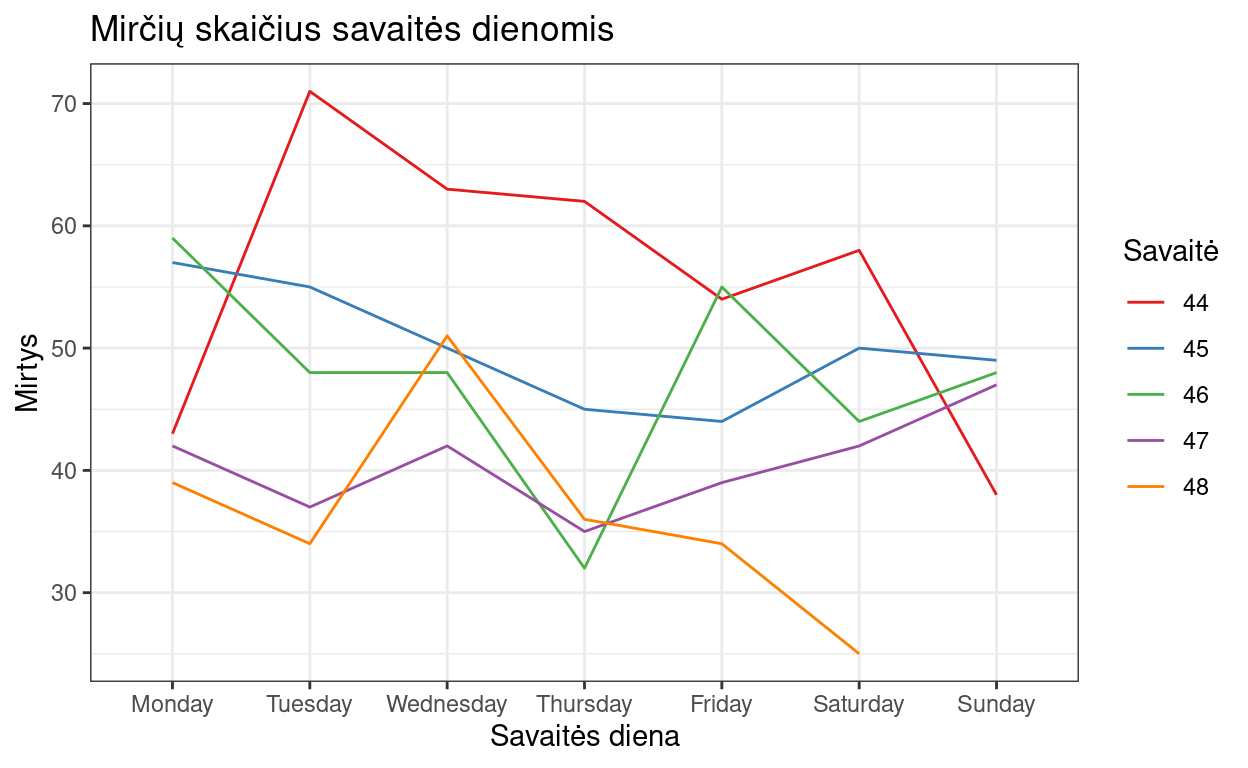 Mirčių skaičius savaitės dienomis
70
60
50
40
30
Mirtys
Monday Tuesday Wednesday Thursday Friday Saturday Sunday
Savaitės diena
Savaitė
44
45
46
47
48